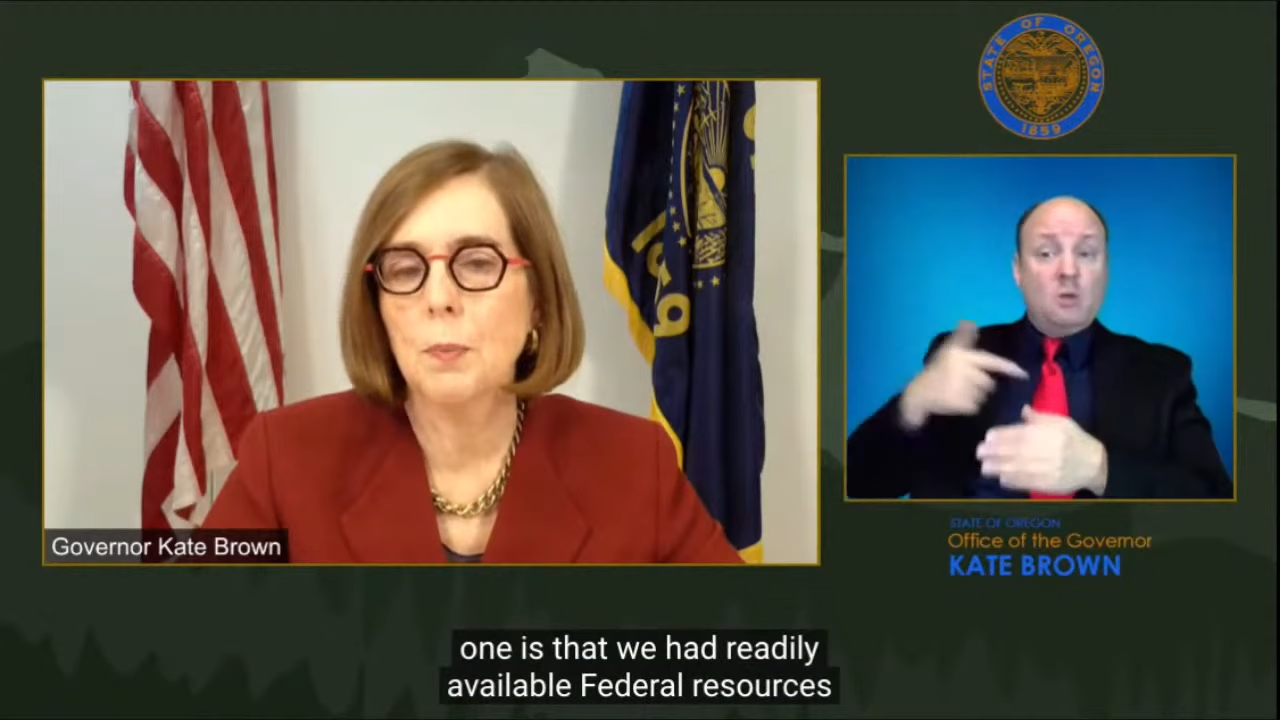 STATE OF OREGON
1859
1859
Governor Kate Brown
STATE OF OREGON
Office of the Governor
KATE BROWN
one is that we had readily
available Federal resources